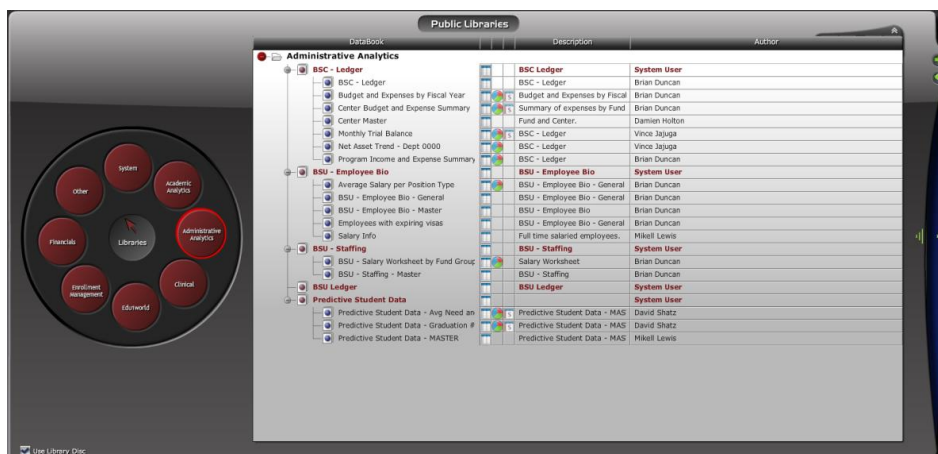 Public Libraries
DataBook Description Author
Administrative Analytics
BSC - Ledger BSC Ledger System User
BSC - Ledger BSC - Ledger Brian Duncan
Budget and Expenses by Fiscal Year Budget and Expenses by Fiscal Brian Duncan
Center Budget and Expense Summary Summary of expenses by Fund Brian Duncan
Center Master Fund and Center. Damien Holton
Monthly Trial Balance BSC - Ledger Vince Jajuga
Net Asset Trend - Dept 0000 BSC - Ledger Vince Jajuga
Program Income and Expense Summary BSC - Ledger Brian Duncan
BSU - Employee Bio BSU - Employee Bio System User
Average Salary per Position Type BSU - Employee Bio - General Brian Duncan
BSU - Employee Bio - General BSU - Employee Bio - General Brian Duncan
BSU - Employee Bio - Master BSU - Employee Bio Brian Duncan
Employees with expiring visas BSU - Employee Bio - General Brian Duncan
Salary Info Full time salaried employees. Mikell Lewis
BSU - Staffing BSU - Staffing System User
BSU - Salary Worksheet by Fund Group Salary Worksheet Brian Duncan
BSU - Staffing - Master BSU - Staffing Brian Duncan
BSU Ledger BSU Ledger System User
Predictive Student Data System User
Predictive Student Data - Avg Need an Predictive Student Data - MAS David Shatz
Predictive Student Data - Graduation # Predictive Student Data - MAS David Shatz
Predictive Student Data - MASTER Predictive Student Data - MAS Mikell Lewis
System
Other
Academic
Analytics
Financials
Libraries
Administrative
Analytics
Enrollment
Management
Clinical
Edunworld
Use Library Disc